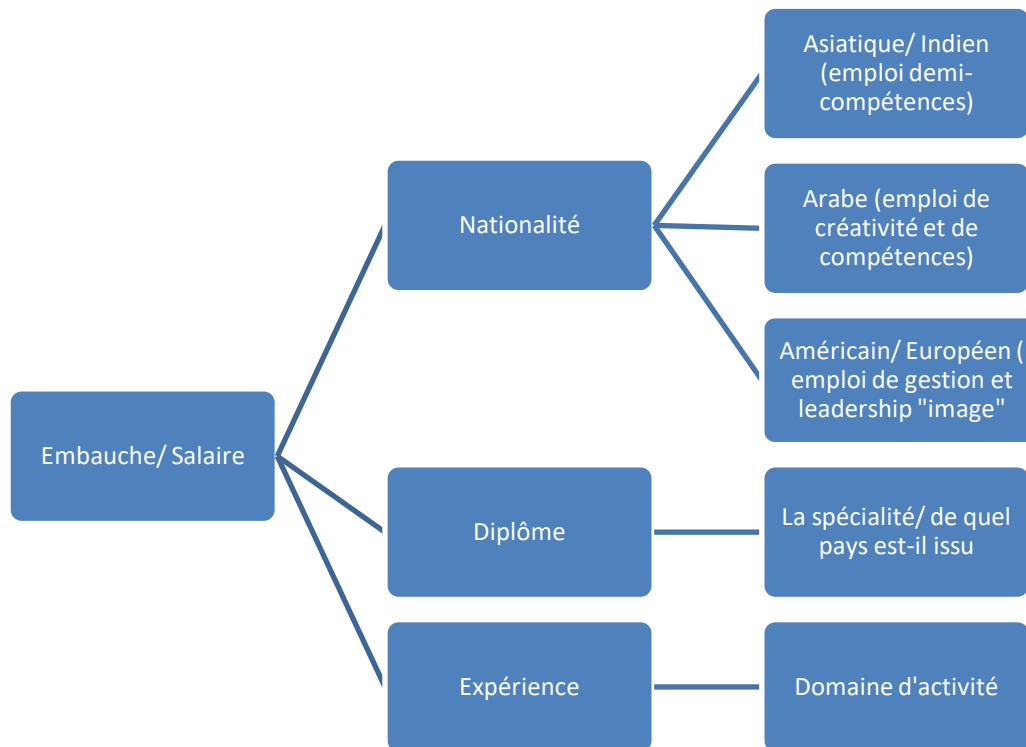 Asiatique/ Indien
(emploi demi-
compétences)
Nationalité
Arabe (emploi de
créativité et de
compétences)
Américain/ Européen (
emploi de gestion et
leadership "image"
Embauche/ Salaire
Diplôme
La spécialité/ de quel
pays est-il issu
Expérience
Domaine d'activité